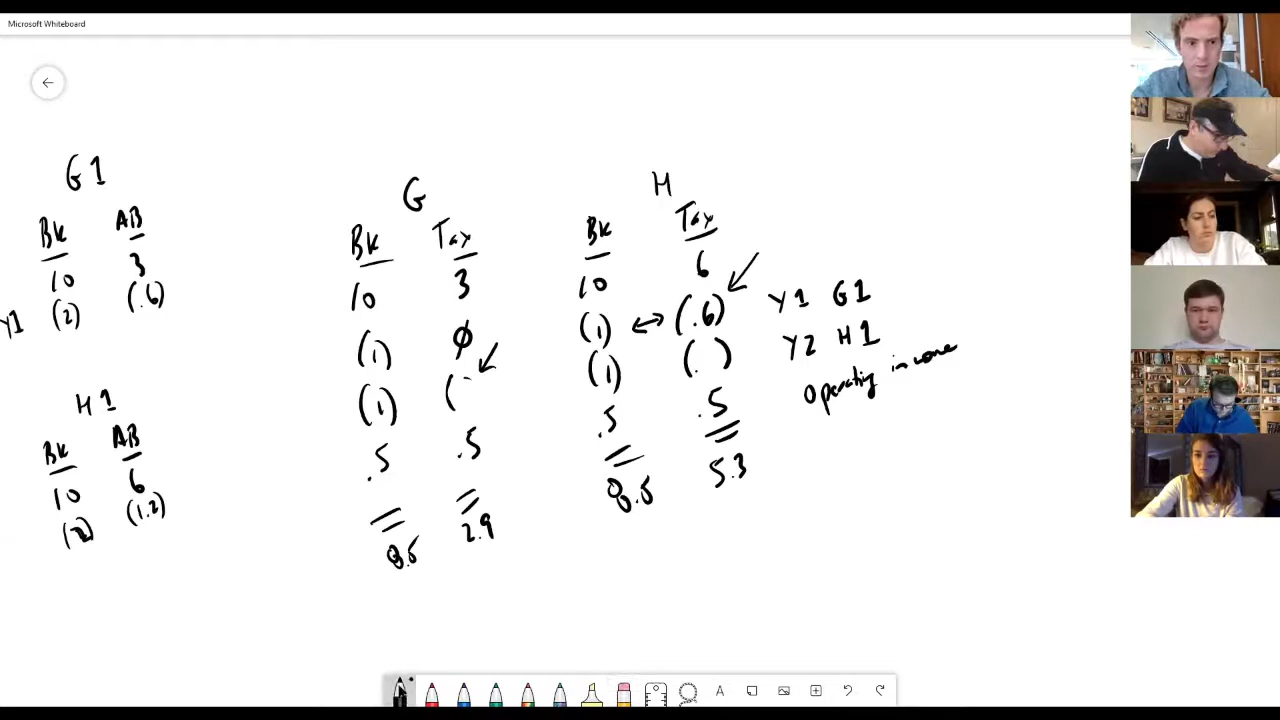 Microsoft Whiteboard
G1
Bk AB
10 3
Y1 (2) (.6)
H1
Bk AB
10 6
(2) (1.2)
G
Bk Tax
10 3
(1) ∅
(1) (.
.5 .5
8.5 2.9
H
Bk Tax
10 6
(1) ↔ (.6)
(1) (. )
.5 .5
8.5 5.3
Y1 G1
Y2 H1
Operating income
A